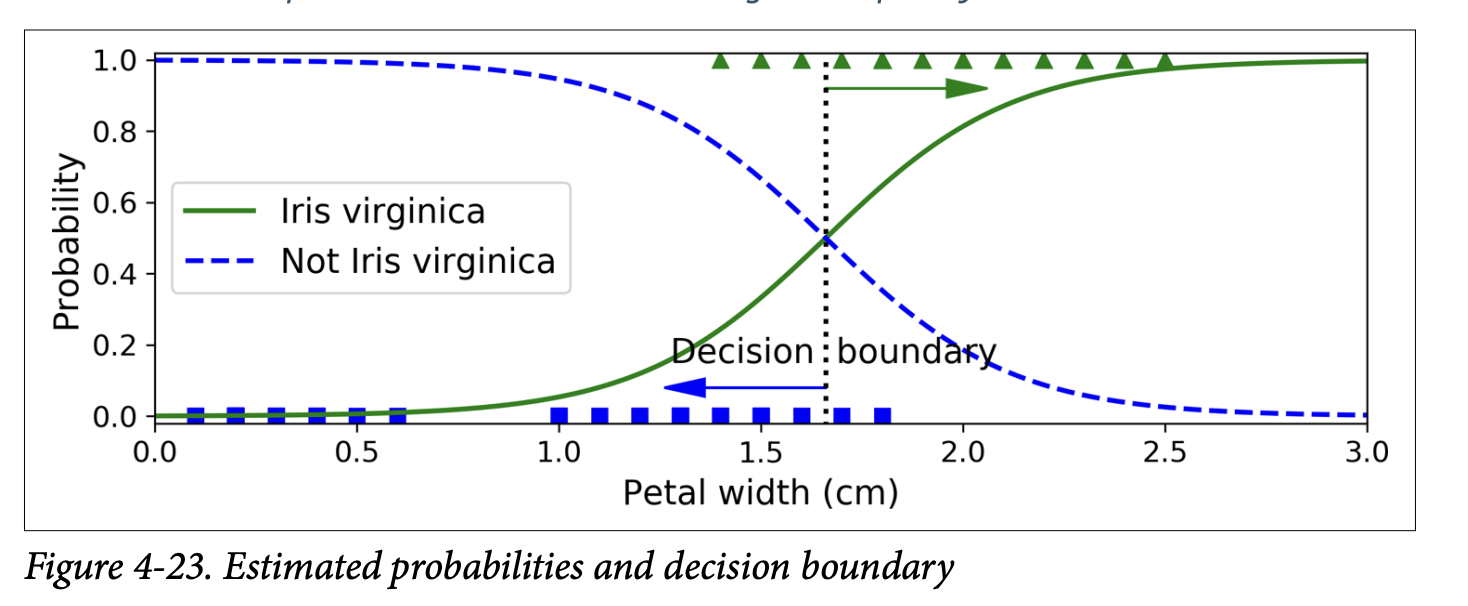 1.0
0.8
0.6
0.4
0.2
0.0
Probability
Iris virginica
Not Iris virginica
Decision boundary
0.0 0.5 1.0 1.5 2.0 2.5 3.0
Petal width (cm)
Figure 4-23. Estimated probabilities and decision boundary